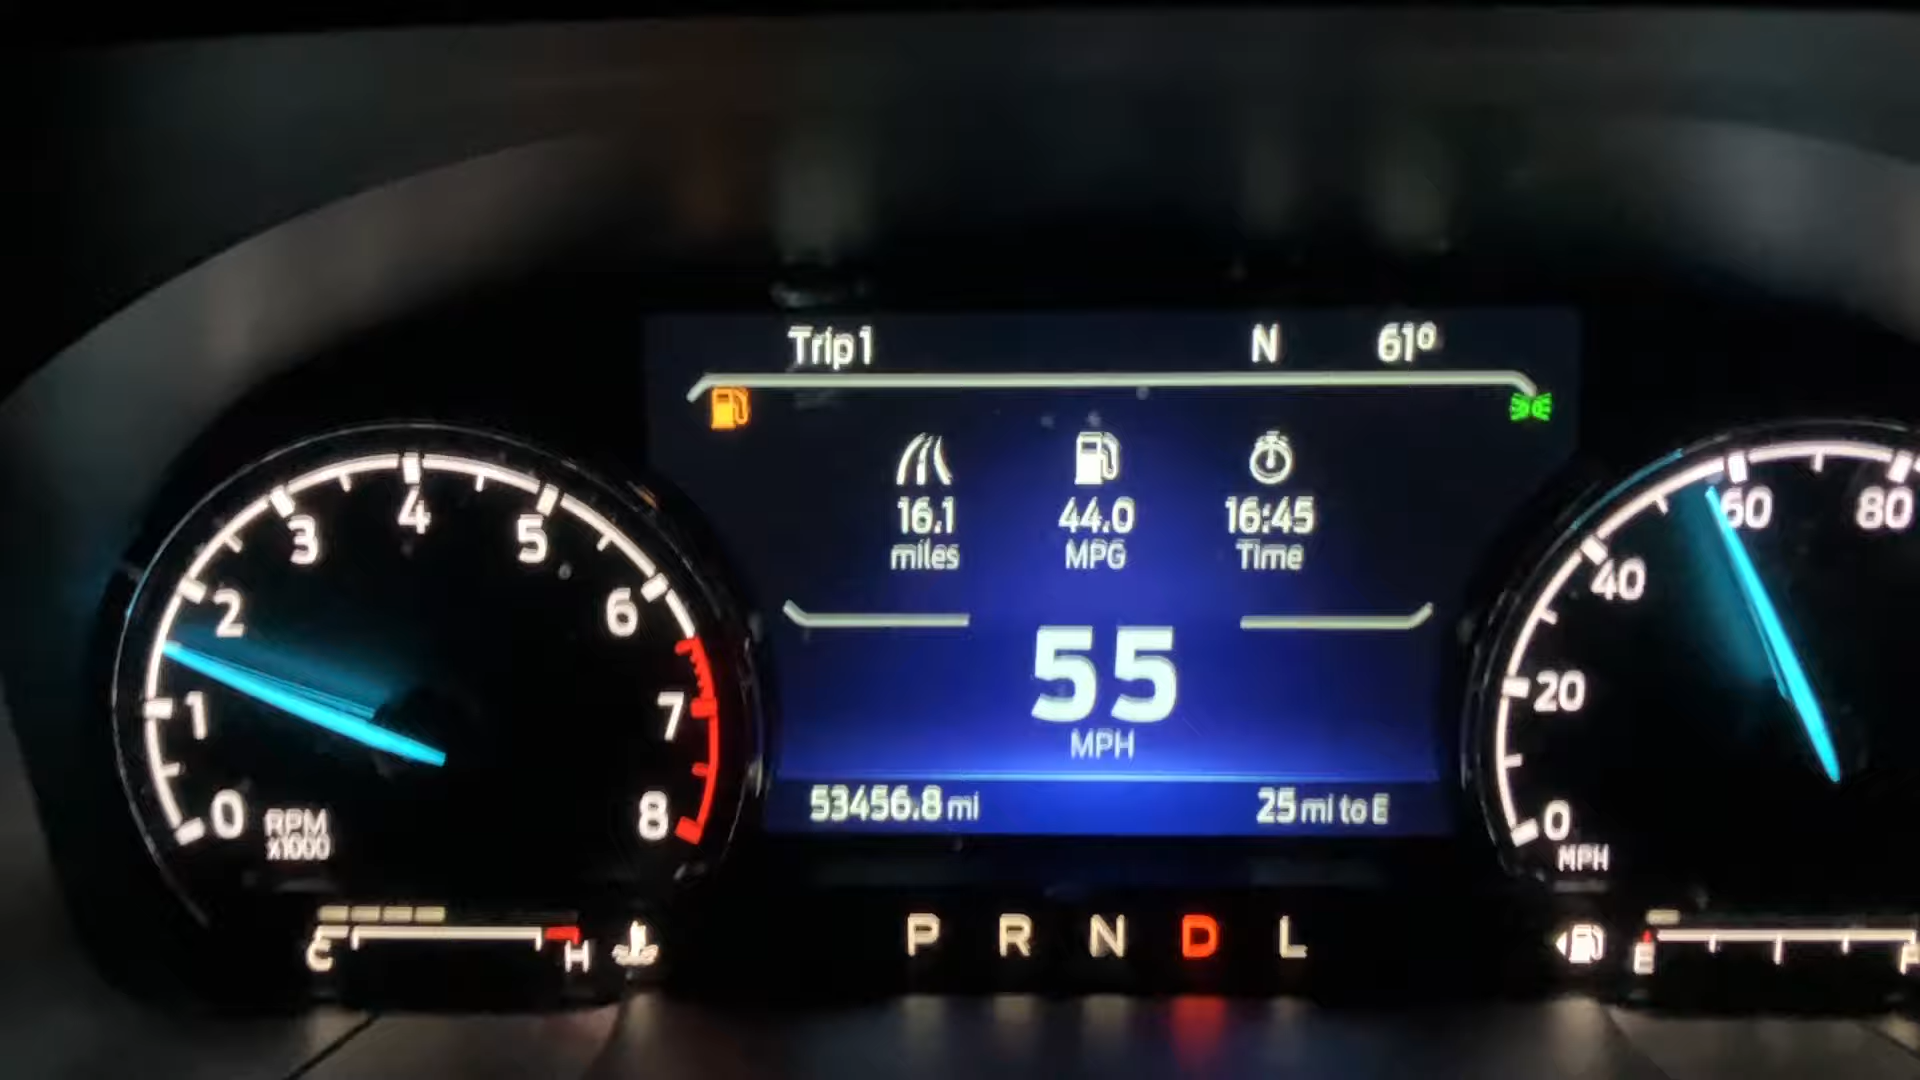 Trip 1 N 61º
16.1 44.0 16:45
miles MPG Time
55
MPH
53456.8 mi 25 mi to E
0 1 2 3 4 5 6 7 8
RPM
x1000
C H
0 20 40 60 80
MPH
E
P R N D L